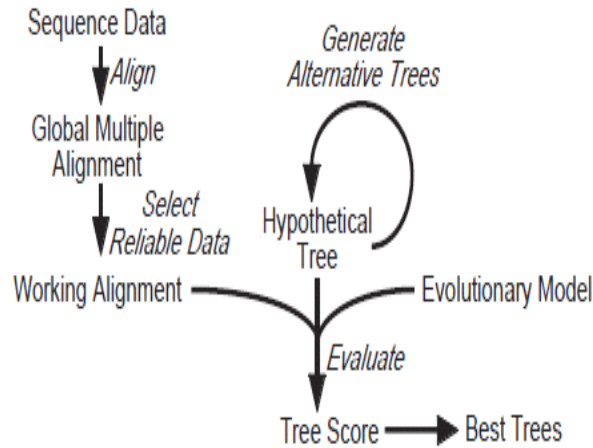 Sequence Data
Align
Global Multiple
Alignment
Select
Reliable Data
Working Alignment
Generate
Alternative Trees
Hypothetical
Tree
Evolutionary Model
Evaluate
Tree Score
Best Trees